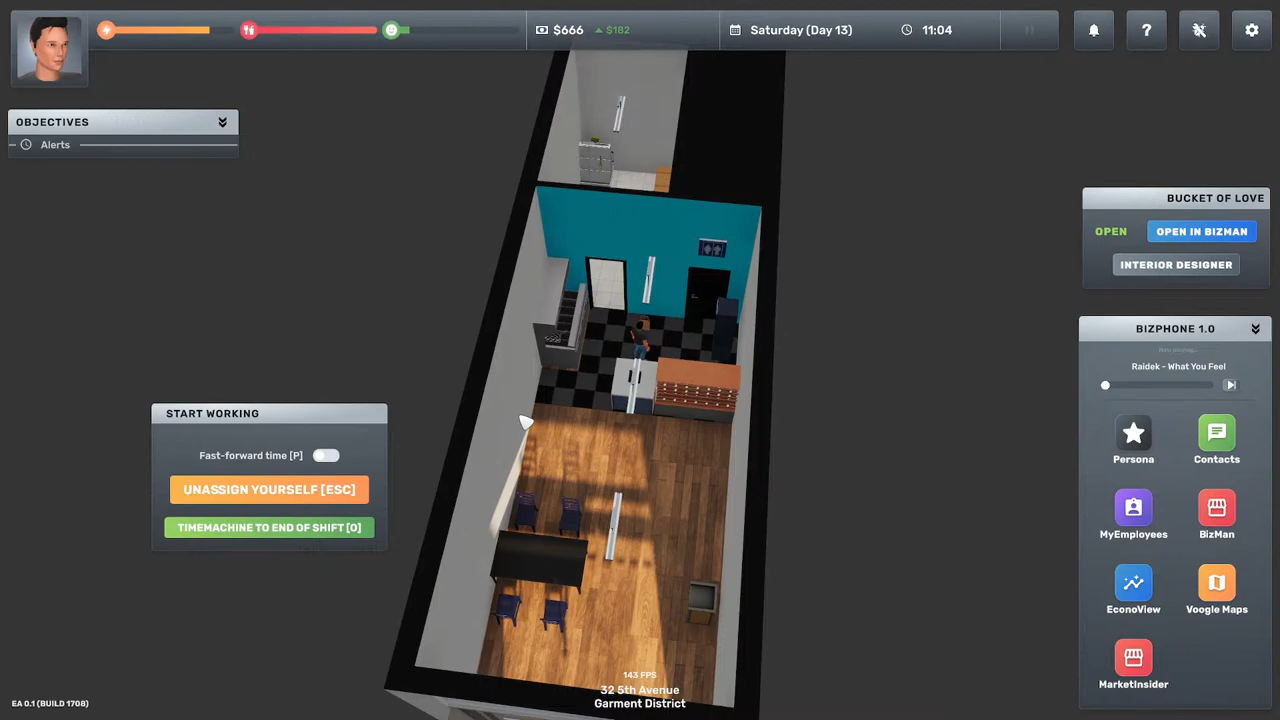 $666 $182
Saturday (Day 13)
11:04
?
OBJECTIVES
Alerts
BUCKET OF LOVE
OPEN
OPEN IN BIZMAN
INTERIOR DESIGNER
BIZPHONE 1.0
Now playing...
Raidek - What You Feel
Persona
Contacts
MyEmployees
BizMan
EconoView
Voogle Maps
MarketInsider
START WORKING
Fast-forward time [P]
UNASSIGN YOURSELF [ESC]
TIMEMACHINE TO END OF SHIFT [O]
143 FPS
32 5th Avenue
Garment District
EA 0.1 (BUILD 1708)